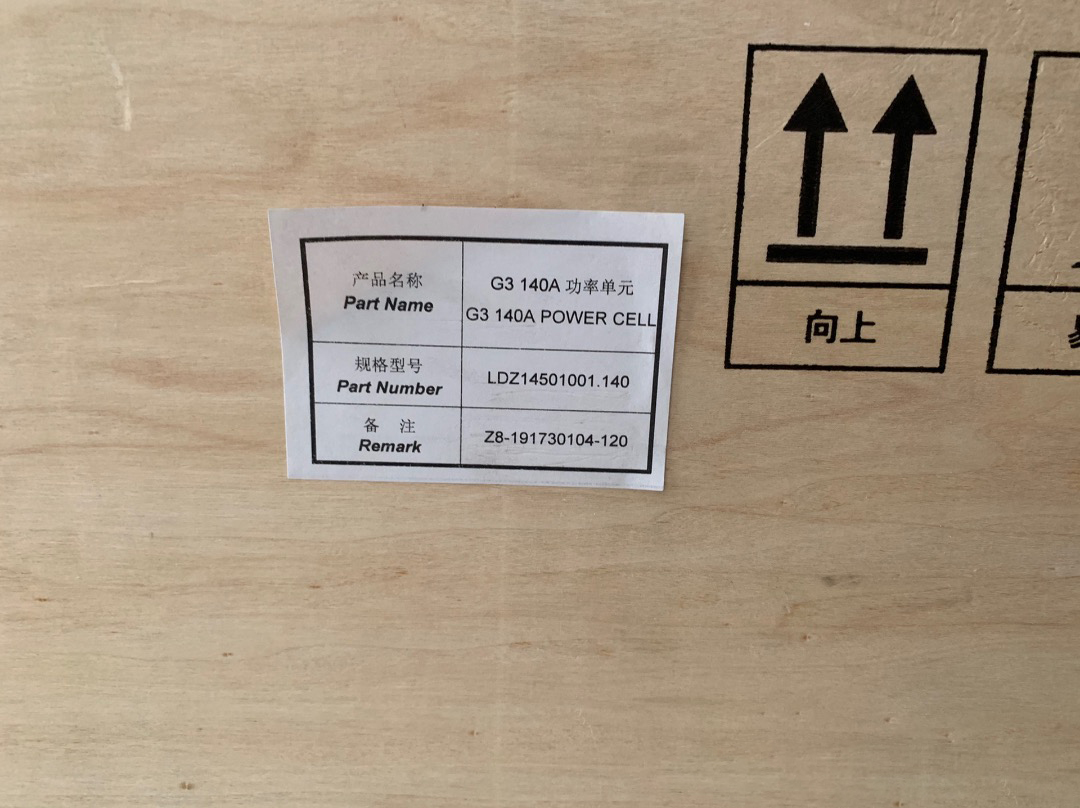 产品名称
Part Name
G3 140A 功率单元
G3 140A POWER CELL
规格型号
Part Number
LDZ14501001.140
备 注
Remark
Z8-191730104-120
向上